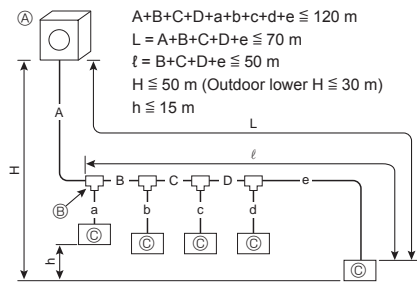 Ⓐ
A+B+C+D+a+b+c+d+e ≦ 120 m
L = A+B+C+D+e ≦ 70 m
ℓ = B+C+D+e ≦ 50 m
H ≦ 50 m (Outdoor lower H ≦ 30 m)
h ≦ 15 m
A
L
H
ℓ
B C D e
Ⓑ a b c d
Ⓒ Ⓒ Ⓒ Ⓒ
h
Ⓒ